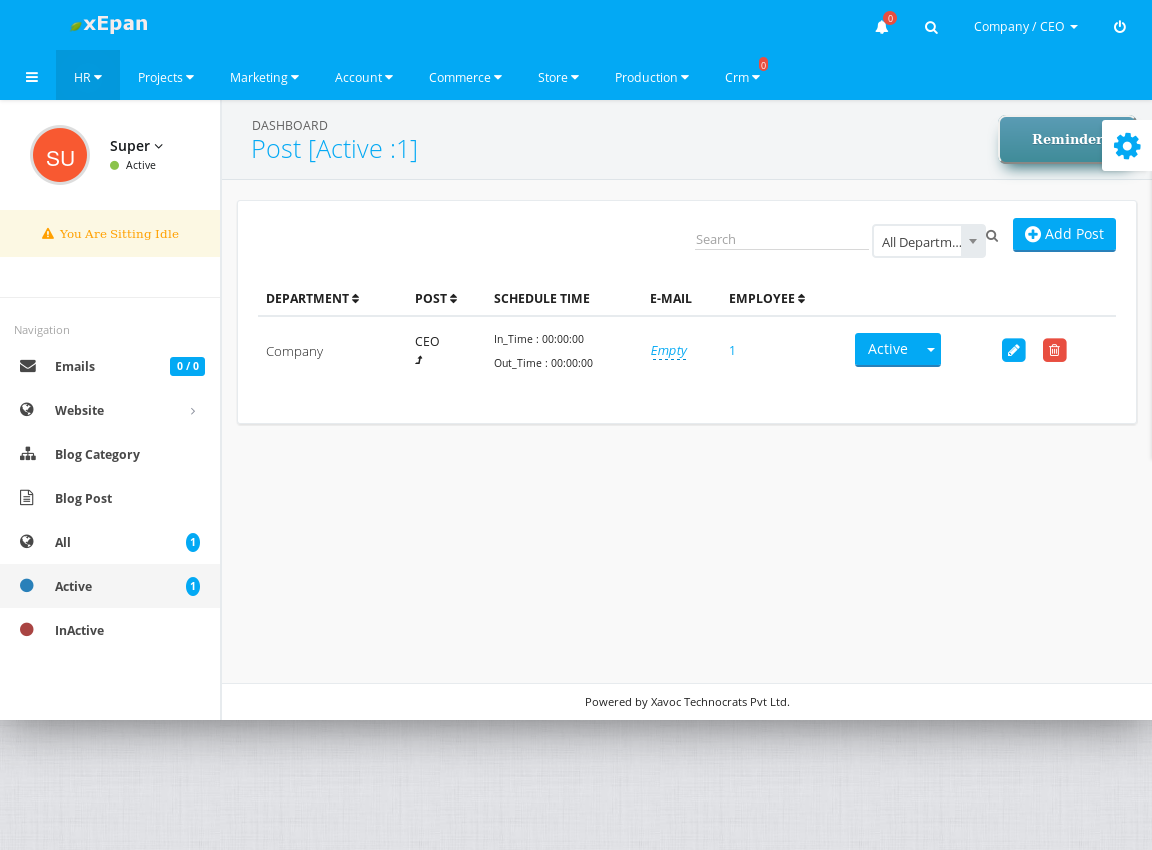 xEpan
0
Company / CEO
HR
Projects
Marketing
Account
Commerce
Store
Production
Crm
0
SU
Super
Active
You Are Sitting Idle
Navigation
Emails
0 / 0
Website
Blog Category
Blog Post
All
1
Active
1
InActive
DASHBOARD
Post [Active :1]
Reminder
Search
All Departm...
Add Post
DEPARTMENT
POST
SCHEDULE TIME
E-MAIL
EMPLOYEE
Company
CEO
In_Time : 00:00:00
Out_Time : 00:00:00
Empty
1
Active
Powered by Xavoc Technocrats Pvt Ltd.